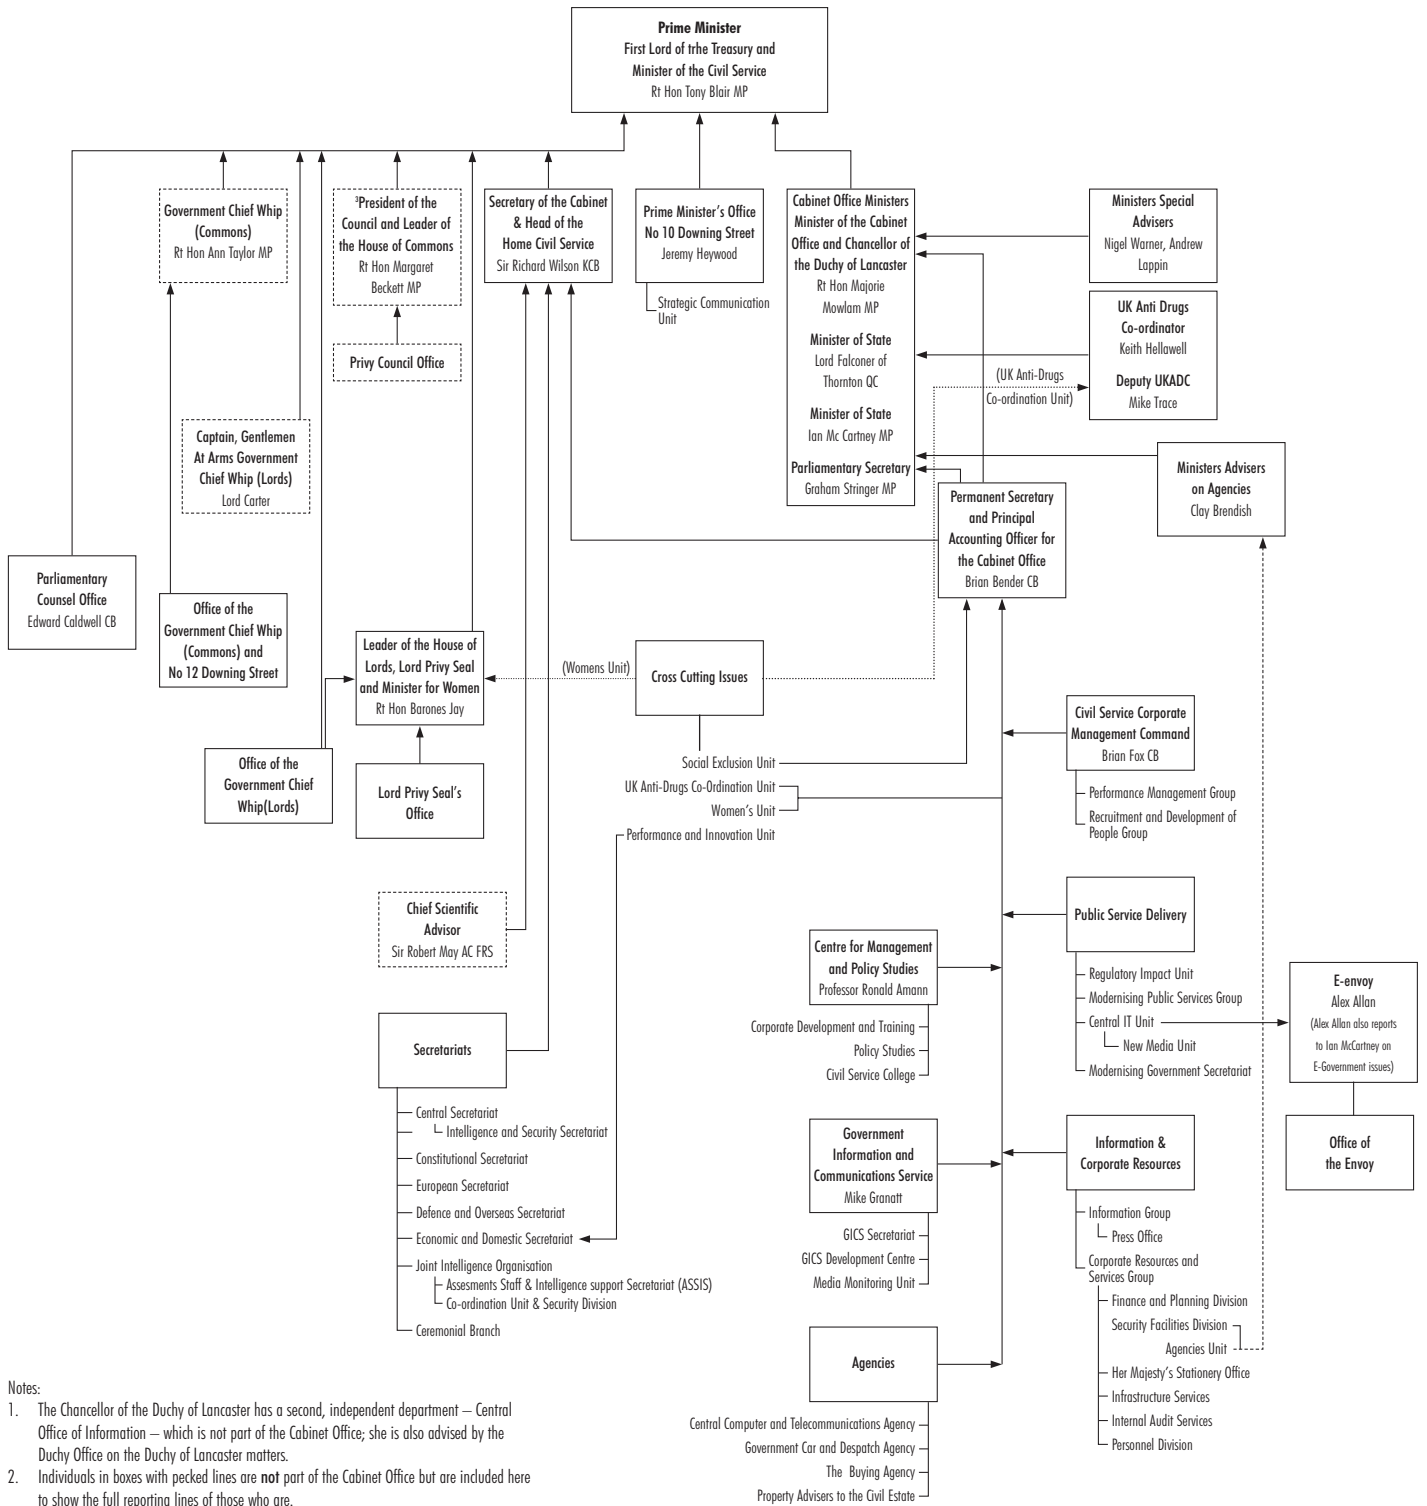 Prime Minister
First Lord of trhe Treasury and
Minister of the Civil Service
Rt Hon Tony Blair MP
Government Chief Whip
(Commons)
Rt Hon Ann Taylor MP
³President of the
Council and Leader of
the House of Commons
Rt Hon Margaret
Beckett MP
Privy Council Office
Secretary of the Cabinet
& Head of the
Home Civil Service
Sir Richard Wilson KCB
Prime Minister's Office
No 10 Downing Street
Jeremy Heywood
Strategic Communication
Unit
Cabinet Office Ministers
Minister of the Cabinet
Office and Chancellor of
the Duchy of Lancaster
Rt Hon Majorie
Mowlam MP
Minister of State
Lord Falconer of
Thornton QC
Minister of State
Ian Mc Cartney MP
Parliamentary Secretary
Graham Stringer MP
Ministers Special
Advisers
Nigel Warner, Andrew
Lappin
UK Anti Drugs
Co-ordinator
Keith Hellawell
Deputy UKADC
Mike Trace
(UK Anti-Drugs
Co-ordination Unit)
Captain, Gentlemen
At Arms Government
Chief Whip (Lords)
Lord Carter
Ministers Advisers
on Agencies
Clay Brendish
Permanent Secretary
and Principal
Accounting Officer for
the Cabinet Office
Brian Bender CB
Parliamentary
Counsel Office
Edward Caldwell CB
Office of the
Government Chief Whip
(Commons) and
No 12 Downing Street
Leader of the House of
Lords, Lord Privy Seal
and Minister for Women
Rt Hon Barones Jay
(Womens Unit)
Cross Cutting Issues
Office of the
Government Chief
Whip(Lords)
Lord Privy Seal's
Office
Social Exclusion Unit
UK Anti-Drugs Co-Ordination Unit
Women's Unit
Performance and Innovation Unit
Civil Service Corporate
Management Command
Brian Fox CB
Performance Management Group
Recruitment and Development of
People Group
Chief Scientific
Advisor
Sir Robert May AC FRS
Public Service Delivery
Regulatory Impact Unit
Modernising Public Services Group
Central IT Unit
New Media Unit
Modernising Government Secretariat
Centre for Management
and Policy Studies
Professor Ronald Amann
Corporate Development and Training
Policy Studies
Civil Service College
E-envoy
Alex Allan
(Alex Allan also reports
to Ian McCartney on
E-Government issues)
Office of
the Envoy
Secretariats
Central Secretariat
Intelligence and Security Secretariat
Constitutional Secretariat
European Secretariat
Defence and Overseas Secretariat
Economic and Domestic Secretariat
Joint Intelligence Organisation
Assesments Staff & Intelligence support Secretariat (ASSIS)
Co-ordination Unit & Security Division
Ceremonial Branch
Government
Information and
Communications Service
Mike Granatt
GICS Secretariat
GICS Development Centre
Media Monitoring Unit
Information &
Corporate Resources
Information Group
Press Office
Corporate Resources and
Services Group
Finance and Planning Division
Security Facilities Division
Agencies Unit
Her Majesty's Stationery Office
Infrastructure Services
Internal Audit Services
Personnel Division
Agencies
Central Computer and Telecommunications Agency
Government Car and Despatch Agency
The Buying Agency
Property Advisers to the Civil Estate
Notes:
1. The Chancellor of the Duchy of Lancaster has a second, independent department – Central
Office of Information – which is not part of the Cabinet Office; she is also advised by the
Duchy Office on the Duchy of Lancaster matters.
2. Individuals in boxes with pecked lines are not part of the Cabinet Office but are included here
to show the full reporting lines of those who are.